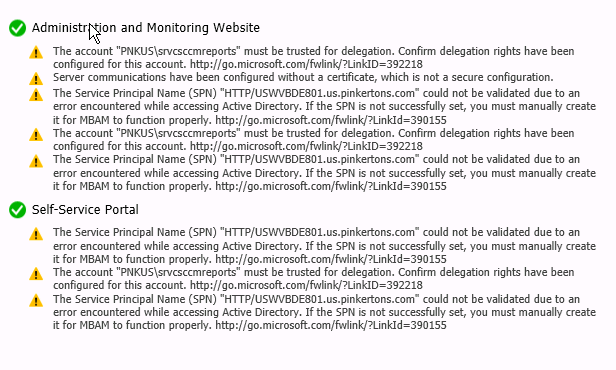 Administration and Monitoring Website
The account "PNKUS\srvcsccmreports" must be trusted for delegation. Confirm delegation rights have been
configured for this account. http://go.microsoft.com/fwlink/?LinkID=392218
Server communications have been configured without a certificate, which is not a secure configuration.
The Service Principal Name (SPN) "HTTP/USWVBDE801.us.pinkertons.com" could not be validated due to an
error encountered while accessing Active Directory. If the SPN is not successfully set, you must manually create
it for MBAM to function properly. http://go.microsoft.com/fwlink/?LinkId=390155
The account "PNKUS\srvcsccmreports" must be trusted for delegation. Confirm delegation rights have been
configured for this account. http://go.microsoft.com/fwlink/?LinkID=392218
The Service Principal Name (SPN) "HTTP/USWVBDE801.us.pinkertons.com" could not be validated due to an
error encountered while accessing Active Directory. If the SPN is not successfully set, you must manually create
it for MBAM to function properly. http://go.microsoft.com/fwlink/?LinkId=390155
Self-Service Portal
The Service Principal Name (SPN) "HTTP/USWVBDE801.us.pinkertons.com" could not be validated due to an
error encountered while accessing Active Directory. If the SPN is not successfully set, you must manually create
it for MBAM to function properly. http://go.microsoft.com/fwlink/?LinkId=390155
The account "PNKUS\srvcsccmreports" must be trusted for delegation. Confirm delegation rights have been
configured for this account. http://go.microsoft.com/fwlink/?LinkID=392218
The Service Principal Name (SPN) "HTTP/USWVBDE801.us.pinkertons.com" could not be validated due to an
error encountered while accessing Active Directory. If the SPN is not successfully set, you must manually create
it for MBAM to function properly. http://go.microsoft.com/fwlink/?LinkId=390155